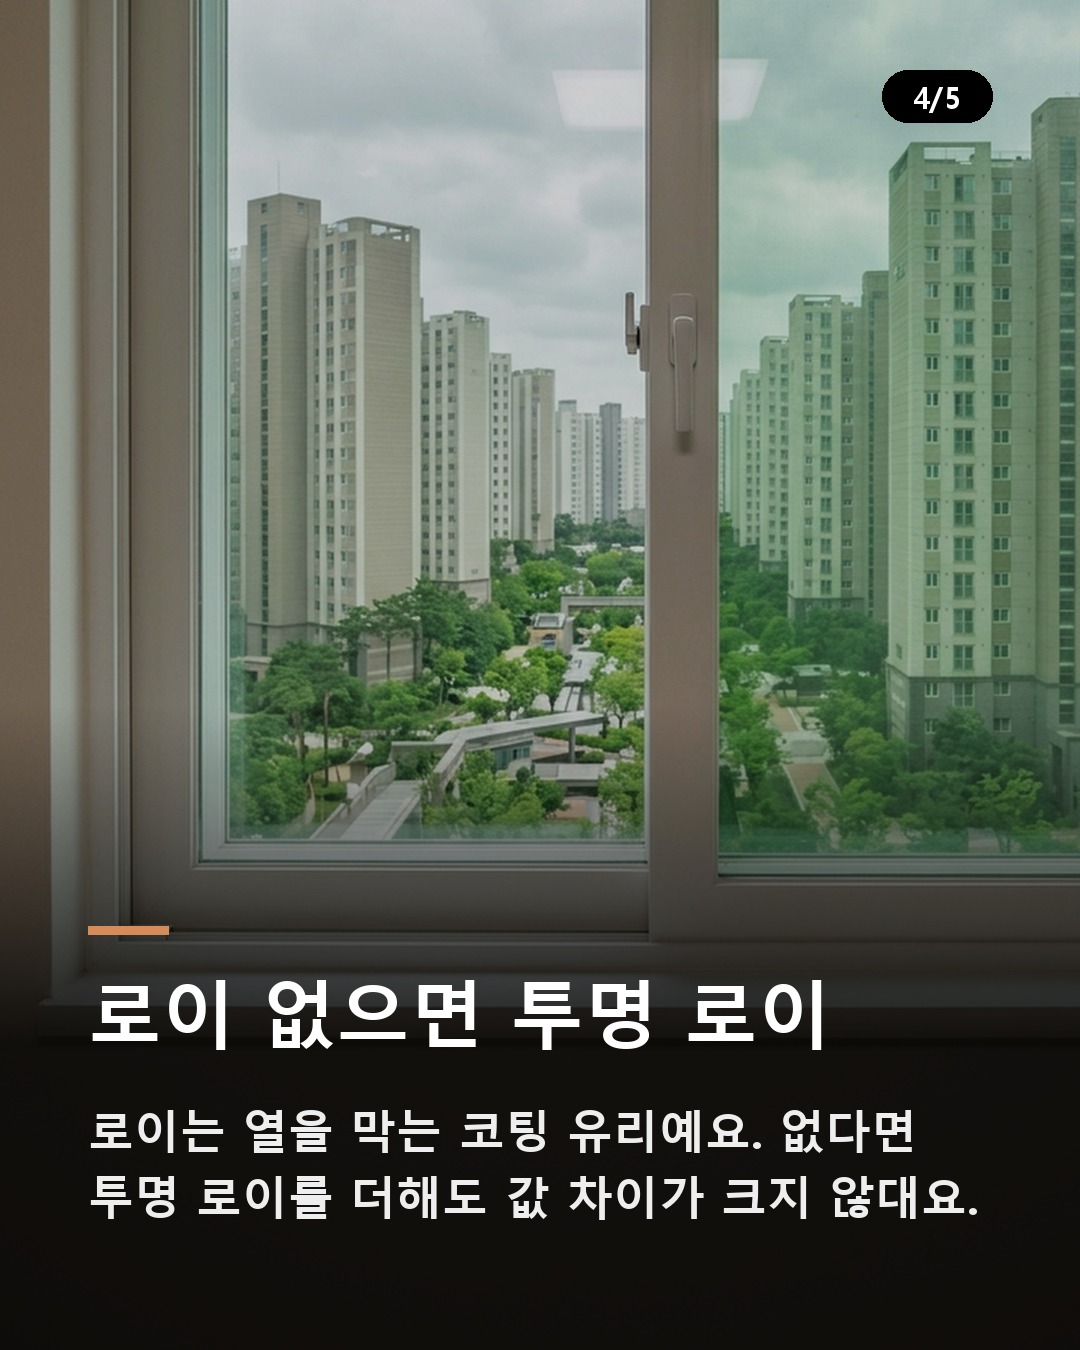 4/5
로이 없으면 투명 로이
로이는 열을 막는 코팅 유리예요. 없다면
투명 로이를 더해도 값 차이가 크지 않대요.